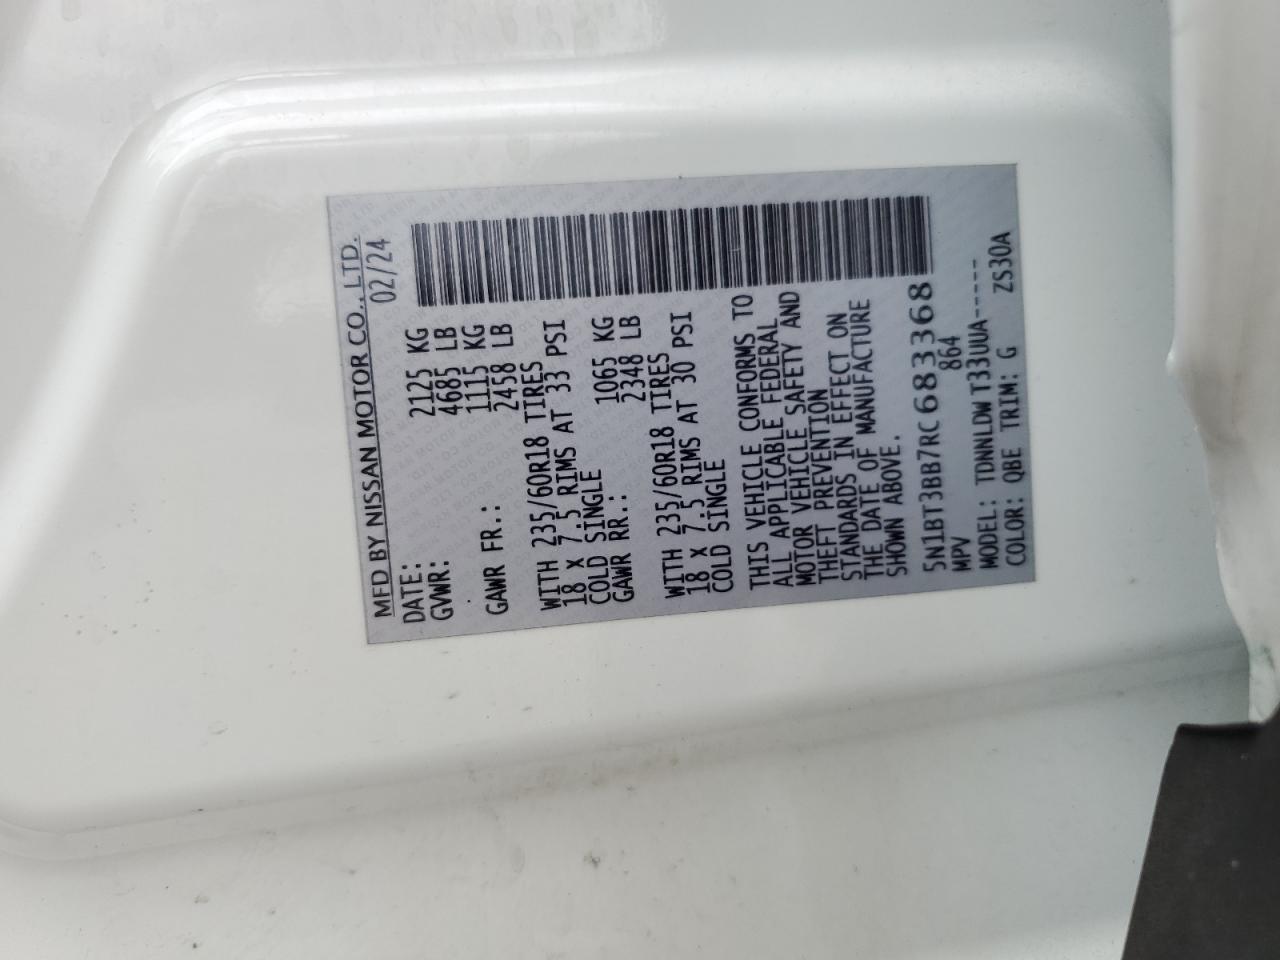 MFD BY NISSAN MOTOR CO., LTD.
DATE: 02/24
GVWR: 2125 KG
4685 LB
1115 KG
GAWR FR.: 2458 LB
WITH 235/60R18 TIRES
18 X 7.5 RIMS AT 33 PSI
COLD SINGLE
GAWR RR.: 1065 KG
2348 LB
WITH 235/60R18 TIRES
18 X 7.5 RIMS AT 30 PSI
COLD SINGLE
THIS VEHICLE CONFORMS TO
ALL APPLICABLE FEDERAL
MOTOR VEHICLE SAFETY AND
THEFT PREVENTION
STANDARDS IN EFFECT ON
THE DATE OF MANUFACTURE
SHOWN ABOVE.
5N1BT3BB7RC683368
MPV 864
MODEL: TDNNLDW T33UUA-----
COLOR: QBE TRIM: G ZS30A